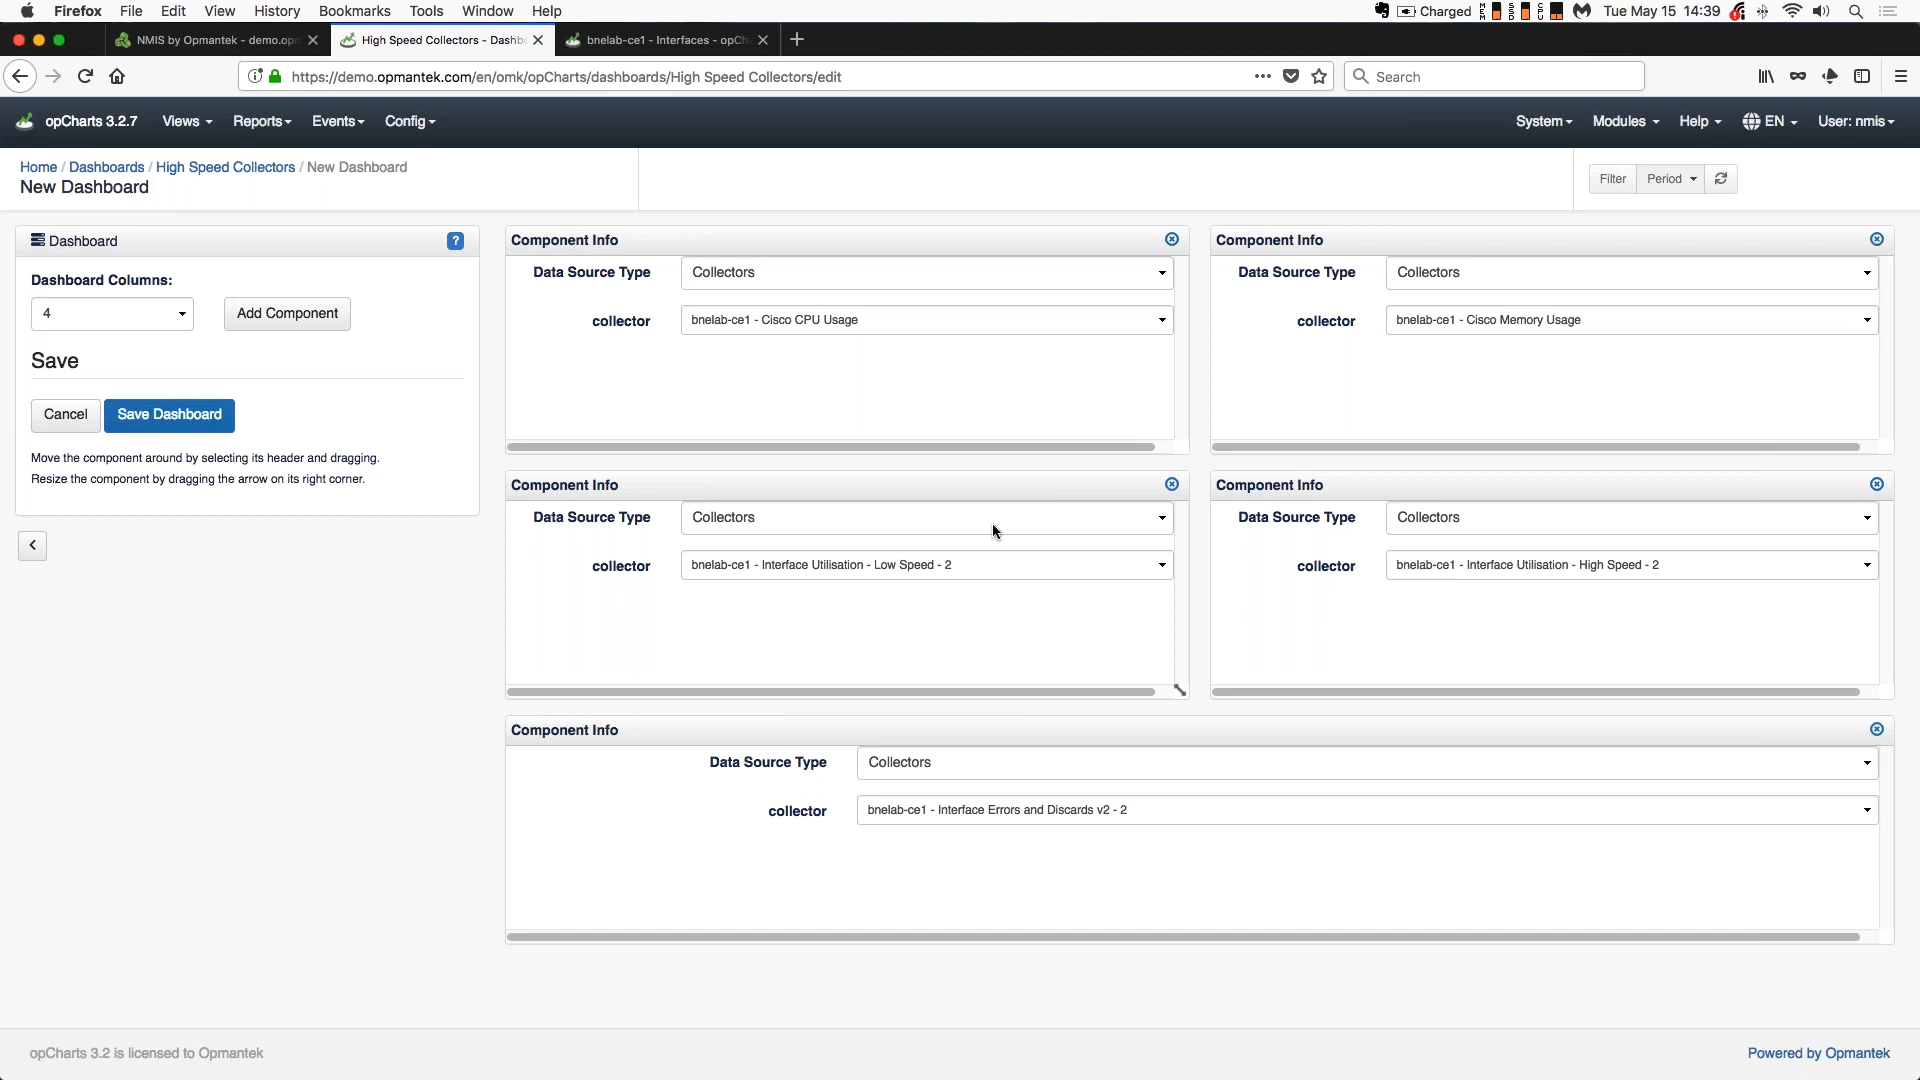 Firefox File Edit View History Bookmarks Tools Window Help
Charged Tue May 15 14:39
NMIS by Opmantek - demo.opm
High Speed Collectors - Dashb
bnelab-ce1 - Interfaces - opCh
https://demo.opmantek.com/en/omk/opCharts/dashboards/High Speed Collectors/edit
Search
opCharts 3.2.7 Views Reports Events Config
System Modules Help EN User: nmis
Home / Dashboards / High Speed Collectors / New Dashboard
New Dashboard
Filter Period
Dashboard ?
Dashboard Columns:
4 Add Component
Save
Cancel Save Dashboard
Move the component around by selecting its header and dragging.
Resize the component by dragging the arrow on its right corner.
Component Info
Data Source Type Collectors
collector bnelab-ce1 - Cisco CPU Usage
Component Info
Data Source Type Collectors
collector bnelab-ce1 - Cisco Memory Usage
Component Info
Data Source Type Collectors
collector bnelab-ce1 - Interface Utilisation - Low Speed - 2
Component Info
Data Source Type Collectors
collector bnelab-ce1 - Interface Utilisation - High Speed - 2
Component Info
Data Source Type Collectors
collector bnelab-ce1 - Interface Errors and Discards v2 - 2
opCharts 3.2 is licensed to Opmantek
Powered by Opmantek